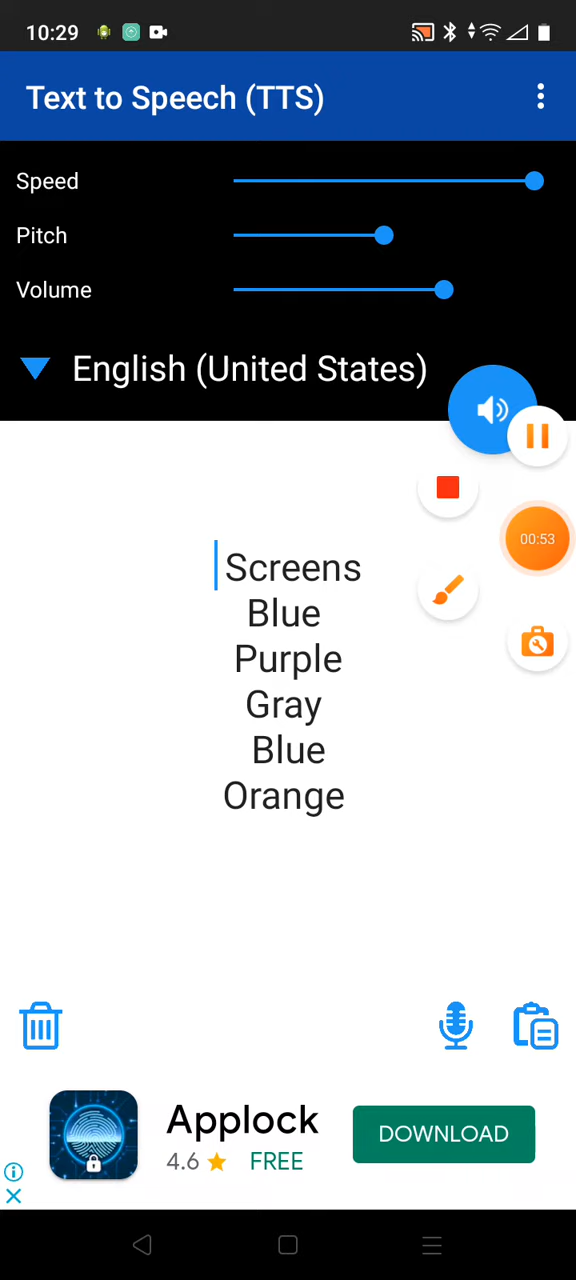 10:29
Text to Speech (TTS)
Speed
Pitch
Volume
English (United States)
00:53
Screens
Blue
Purple
Gray
Blue
Orange
Applock
4.6 FREE
DOWNLOAD